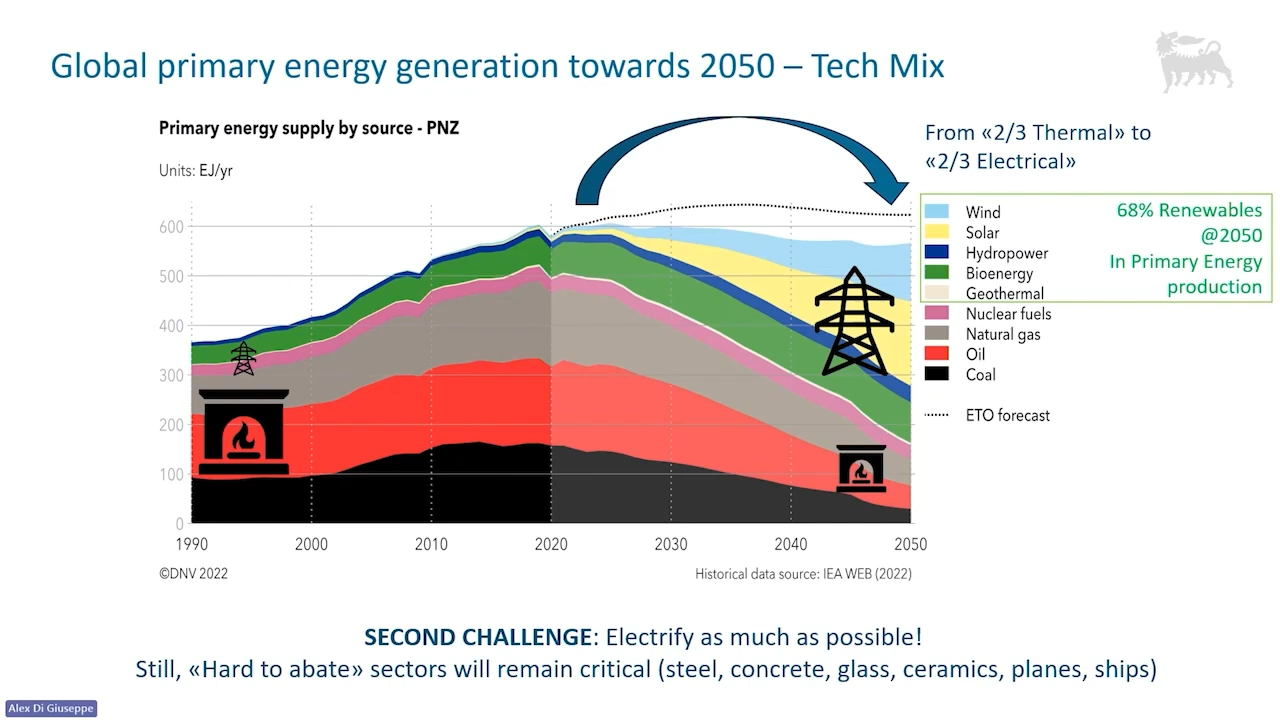 Global primary energy generation towards 2050 – Tech Mix
Primary energy supply by source - PNZ
Units: EJ/yr
From «2/3 Thermal» to
«2/3 Electrical»
600
500
400
300
200
100
0
1990
2000
2010
2020
2030
2040
2050
Wind
Solar
Hydropower
Bioenergy
Geothermal
Nuclear fuels
Natural gas
Oil
Coal
ETO forecast
68% Renewables
@2050
In Primary Energy
production
©DNV 2022
Historical data source: IEA WEB (2022)
SECOND CHALLENGE: Electrify as much as possible!
Still, «Hard to abate» sectors will remain critical (steel, concrete, glass, ceramics, planes, ships)
Alex Di Giuseppe